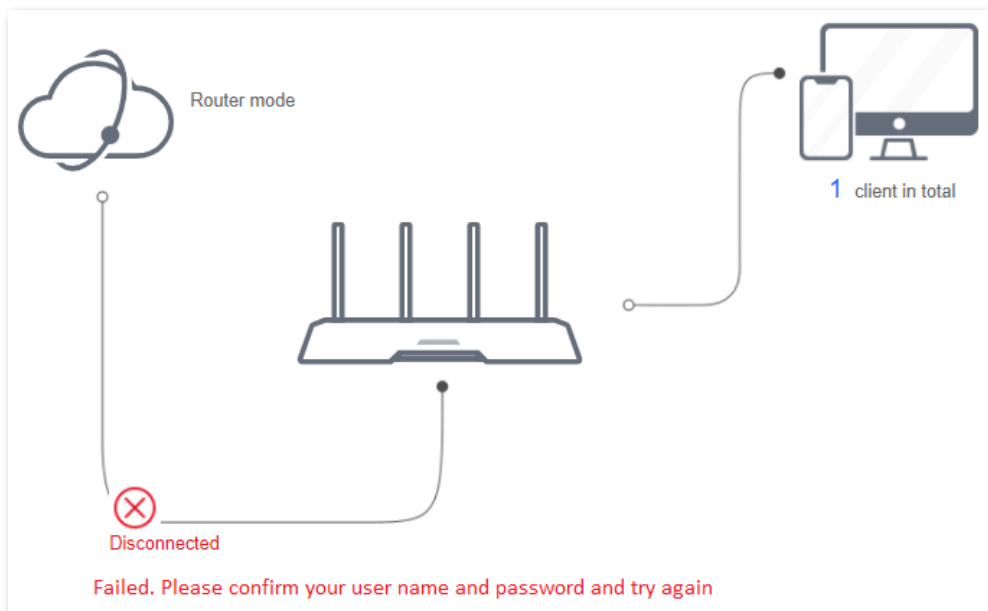 Router mode
1 client in total
Disconnected
Failed. Please confirm your user name and password and try again